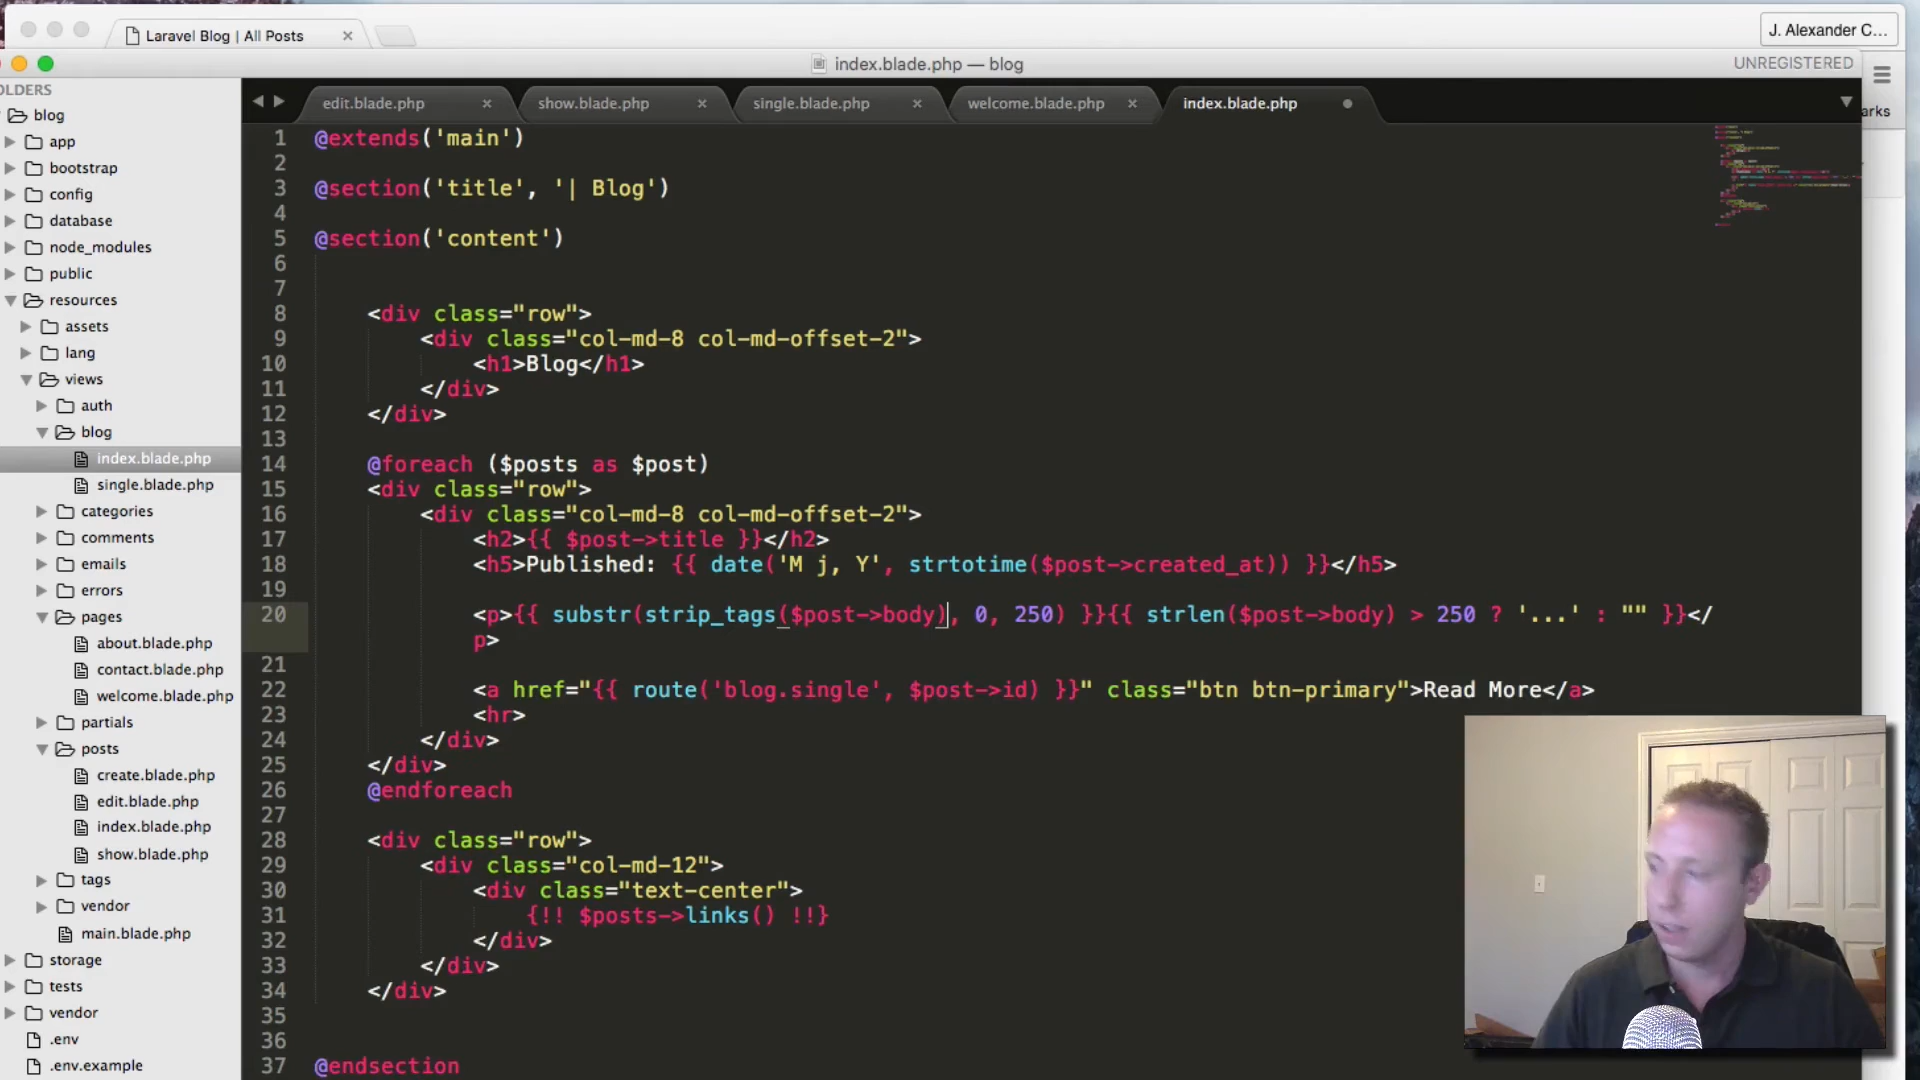 Laravel Blog | All Posts
J. Alexander C...
index.blade.php — blog
UNREGISTERED
arks
OLDERS
blog
app
bootstrap
config
database
node_modules
public
resources
assets
lang
views
auth
blog
index.blade.php
single.blade.php
categories
comments
emails
errors
pages
about.blade.php
contact.blade.php
welcome.blade.php
partials
posts
create.blade.php
edit.blade.php
index.blade.php
show.blade.php
tags
vendor
main.blade.php
storage
tests
vendor
.env
.env.example
edit.blade.php
show.blade.php
single.blade.php
welcome.blade.php
index.blade.php
1 @extends('main')
2
3 @section('title', '| Blog')
4
5 @section('content')
6
7
8 <div class="row">
9 <div class="col-md-8 col-md-offset-2">
10 <h1>Blog</h1>
11 </div>
12 </div>
13
14 @foreach ($posts as $post)
15 <div class="row">
16 <div class="col-md-8 col-md-offset-2">
17 <h2>{{ $post->title }}</h2>
18 <h5>Published: {{ date('M j, Y', strtotime($post->created_at)) }}</h5>
19
20 <p>{{ substr(strip_tags($post->body), 0, 250) }}{{ strlen($post->body) > 250 ? '...' : "" }}</
p>
21
22 <a href="{{ route('blog.single', $post->id) }}" class="btn btn-primary">Read More</a>
23 <hr>
24 </div>
25 </div>
26 @endforeach
27
28 <div class="row">
29 <div class="col-md-12">
30 <div class="text-center">
31 {!! $posts->links() !!}
32 </div>
33 </div>
34 </div>
35
36
37 @endsection